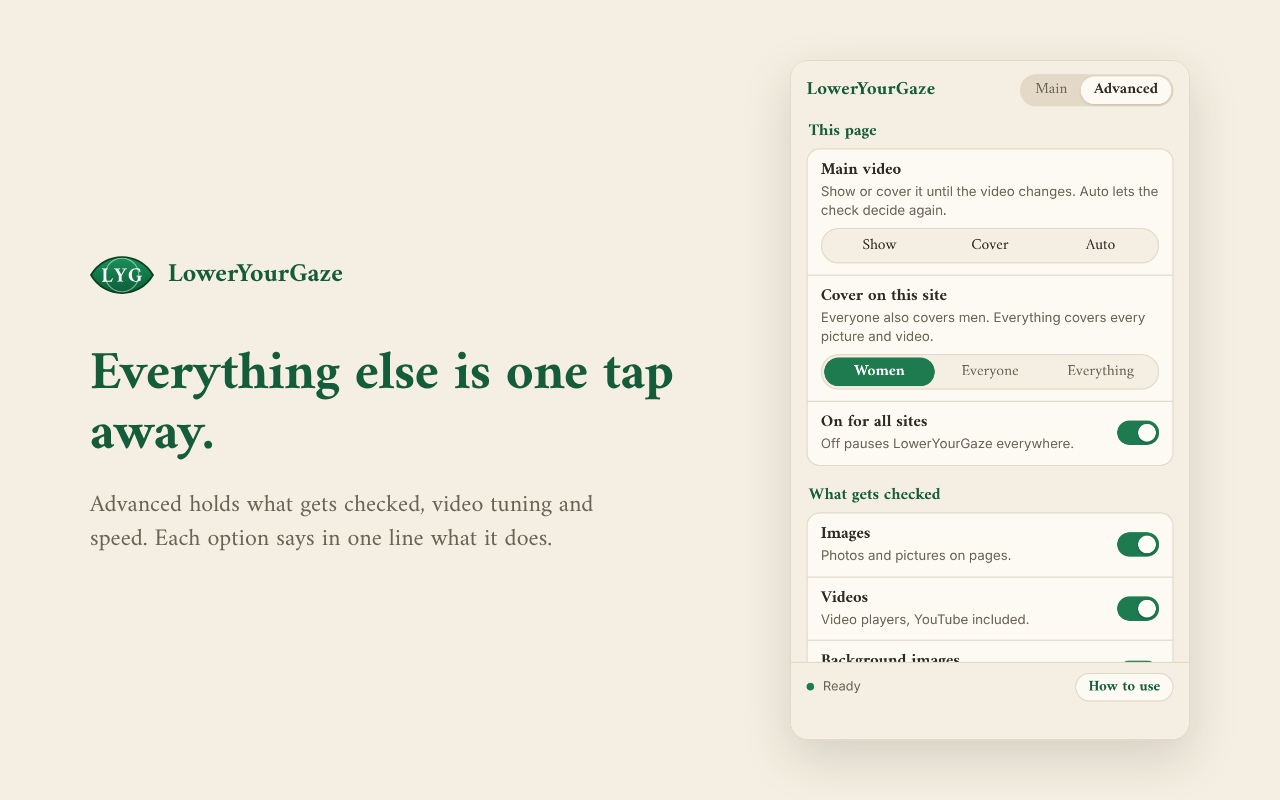 LYG
LowerYourGaze
Everything else is one tap
away.
Advanced holds what gets checked, video tuning and
speed. Each option says in one line what it does.
LowerYourGaze
Main
Advanced
This page
Main video
Show or cover it until the video changes. Auto lets the
check decide again.
Show
Cover
Auto
Cover on this site
Everyone also covers men. Everything covers every
picture and video.
Women
Everyone
Everything
On for all sites
Off pauses LowerYourGaze everywhere.
What gets checked
Images
Photos and pictures on pages.
Videos
Video players, YouTube included.
Background images
Ready
How to use